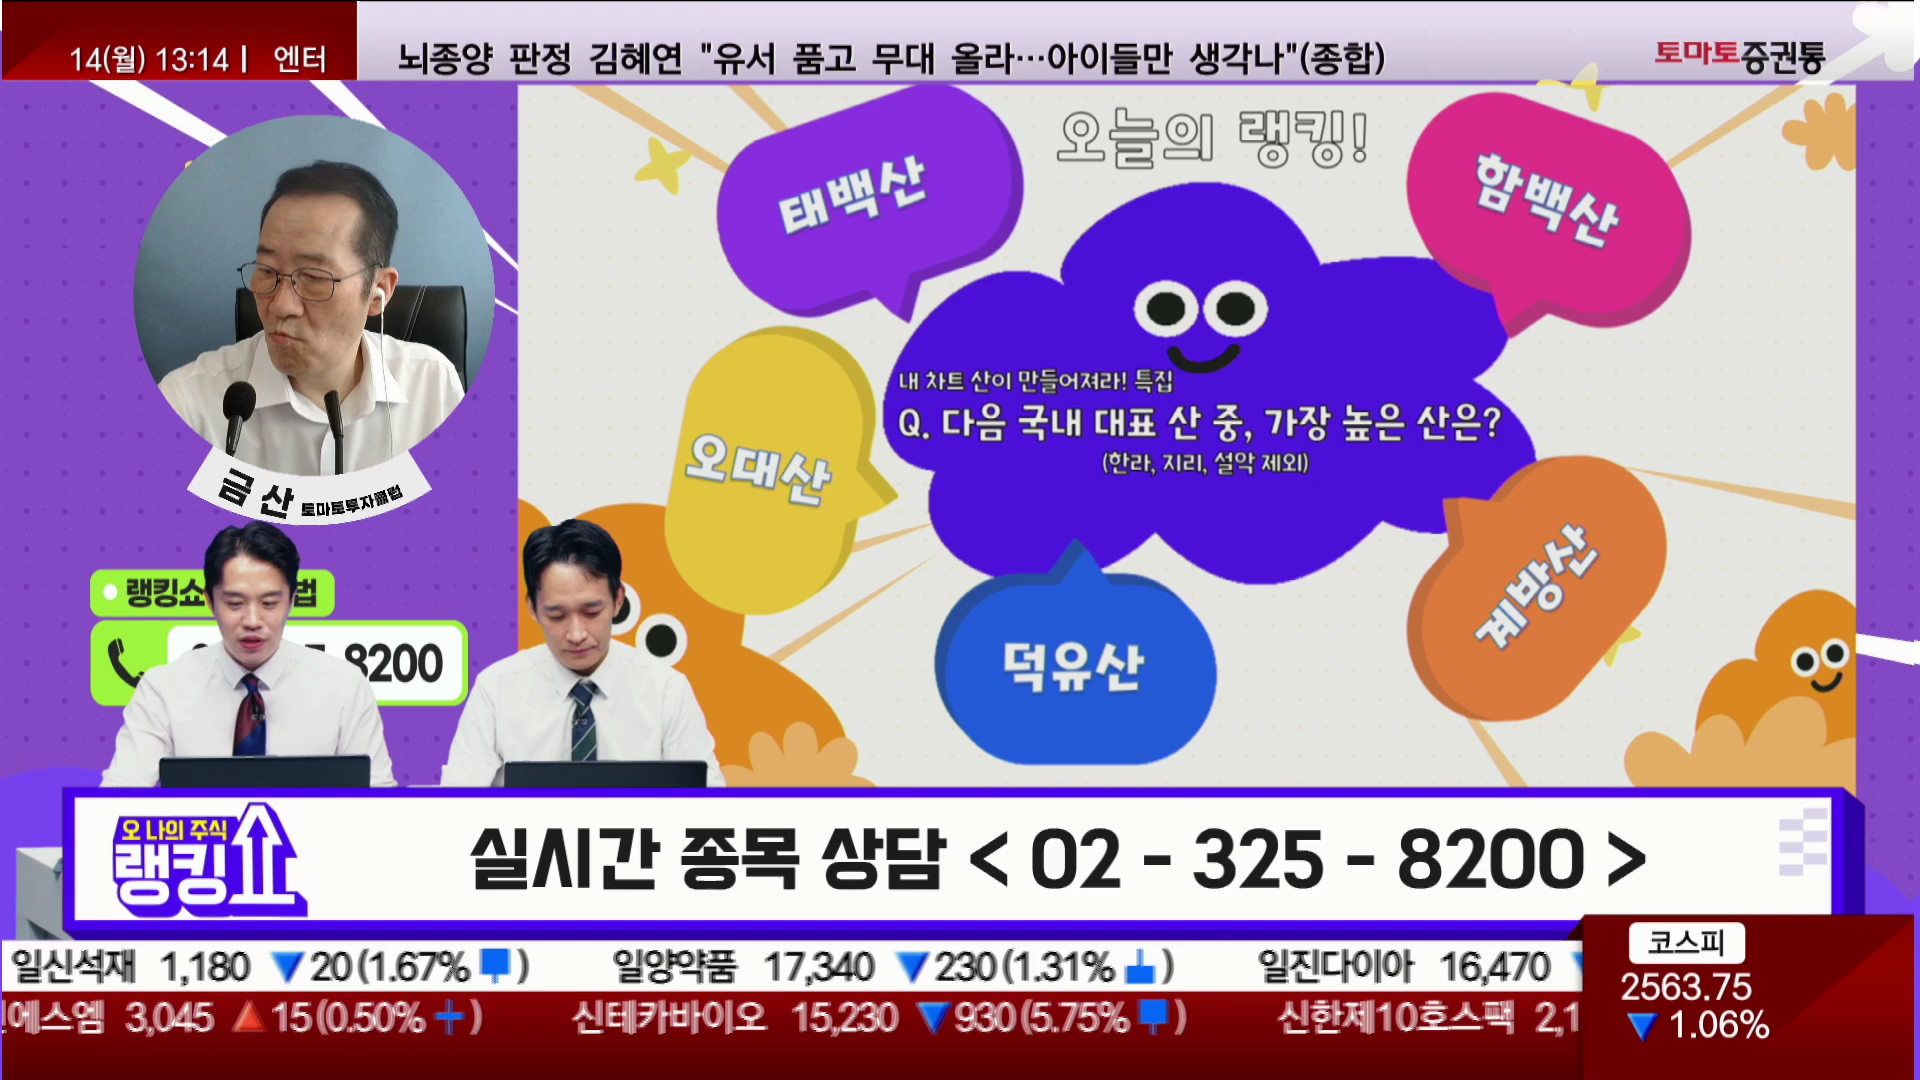 14(월) 13:14 | 엔터
뇌종양 판정 김혜연 "유서 품고 무대 올라…아이들만 생각나"(종합)
토마토증권통
오늘의 랭킹!
태백산
함백산
내 차트 산이 만들어져라! 특집
Q. 다음 국내 대표 산 중, 가장 높은 산은?
(한라, 지리, 설악 제외)
오대산
계방산
덕유산
금산 토마토투자클럽
랭킹쇼 법
8200
오 나의 주식
랭킹쇼
실시간 종목 상담 < 02 - 325 - 8200 >
일신석재 1,180 ▼20(1.67%) 일양약품 17,340 ▼230(1.31%) 일진다이아 16,470
에스엠 3,045 ▲15(0.50%) 신테카바이오 15,230 ▼930(5.75%) 신한제10호스팩 2,1
코스피
2563.75
▼ 1.06%